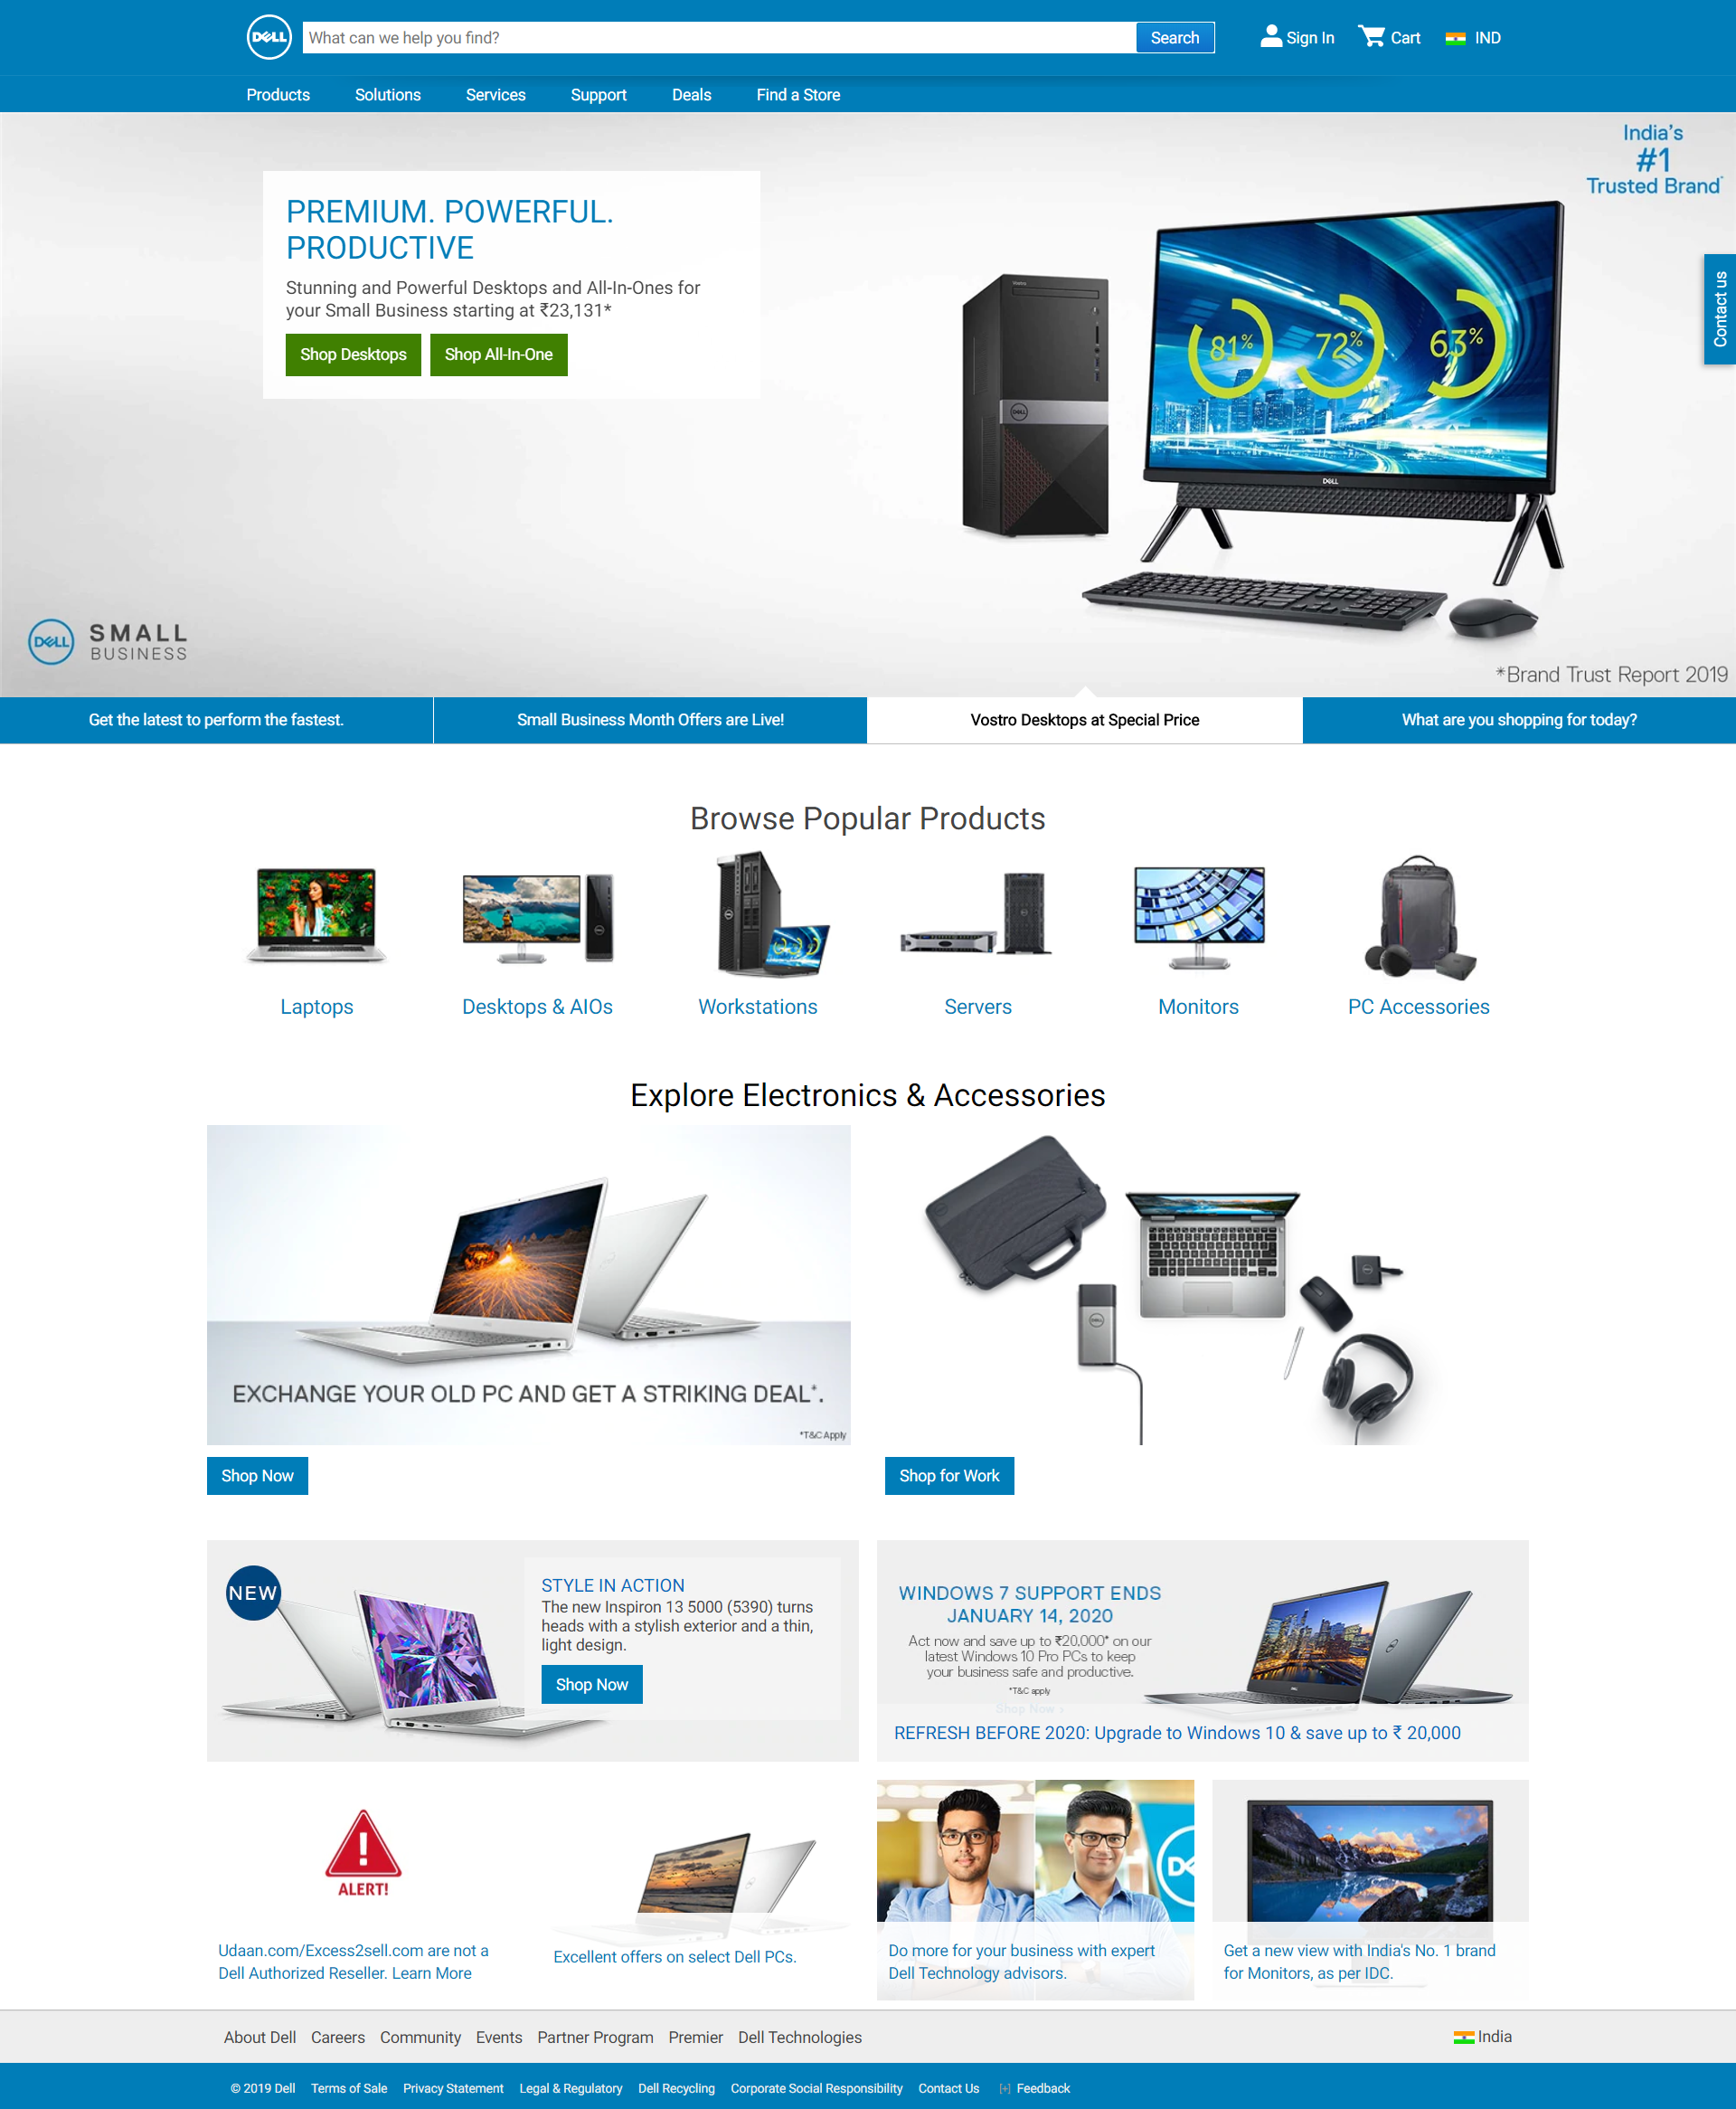 DELL
What can we help you find?
Search
Sign In
Cart
IND
Products
Solutions
Services
Support
Deals
Find a Store
India's
#1
Trusted Brand*
PREMIUM. POWERFUL.
PRODUCTIVE
Stunning and Powerful Desktops and All-In-Ones for
your Small Business starting at ₹23,131*
Shop Desktops
Shop All-In-One
81%
72%
63%
DELL
DELL
Contact us
DELL
SMALL
BUSINESS
*Brand Trust Report 2019
Get the latest to perform the fastest.
Small Business Month Offers are Live!
Vostro Desktops at Special Price
What are you shopping for today?
Browse Popular Products
Laptops
Desktops & AIOs
Workstations
Servers
Monitors
PC Accessories
Explore Electronics & Accessories
EXCHANGE YOUR OLD PC AND GET A STRIKING DEAL*.
*T&C Apply
DELL
Shop Now
Shop for Work
NEW
STYLE IN ACTION
The new Inspiron 13 5000 (5390) turns
heads with a stylish exterior and a thin,
light design.
Shop Now
WINDOWS 7 SUPPORT ENDS
JANUARY 14, 2020
Act now and save up to ₹20,000* on our
latest Windows 10 Pro PCs to keep
your business safe and productive.
*T&C apply
Shop Now >
REFRESH BEFORE 2020: Upgrade to Windows 10 & save up to ₹ 20,000
!
ALERT!
Udaan.com/Excess2sell.com are not a
Dell Authorized Reseller. Learn More
Excellent offers on select Dell PCs.
Do more for your business with expert
Dell Technology advisors.
Get a new view with India's No. 1 brand
for Monitors, as per IDC.
About Dell
Careers
Community
Events
Partner Program
Premier
Dell Technologies
India
© 2019 Dell
Terms of Sale
Privacy Statement
Legal & Regulatory
Dell Recycling
Corporate Social Responsibility
Contact Us
[+] Feedback